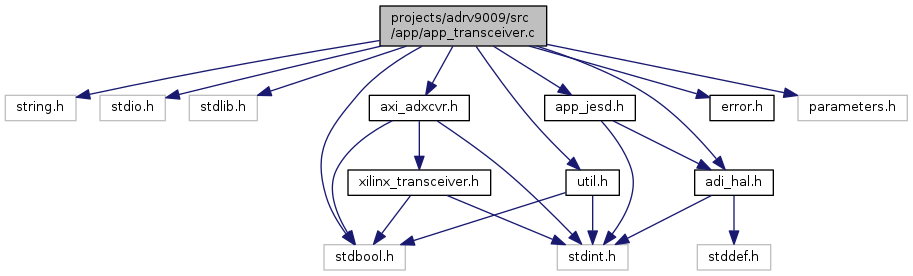 projects/adrv9009/src
/app/app_transceiver.c
string.h
stdio.h
stdlib.h
axi_adxcvr.h
app_jesd.h
error.h
parameters.h
xilinx_transceiver.h
util.h
adi_hal.h
stdbool.h
stdint.h
stddef.h